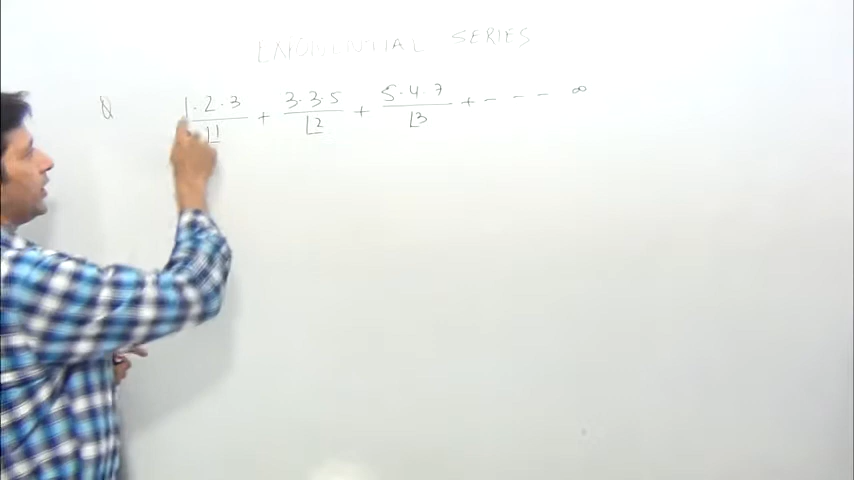 EXPONENTIAL SERIES
Q 1·2·3/∟1 + 3·3·5/∟2 + 5·4·7/∟3 + - - - ∞